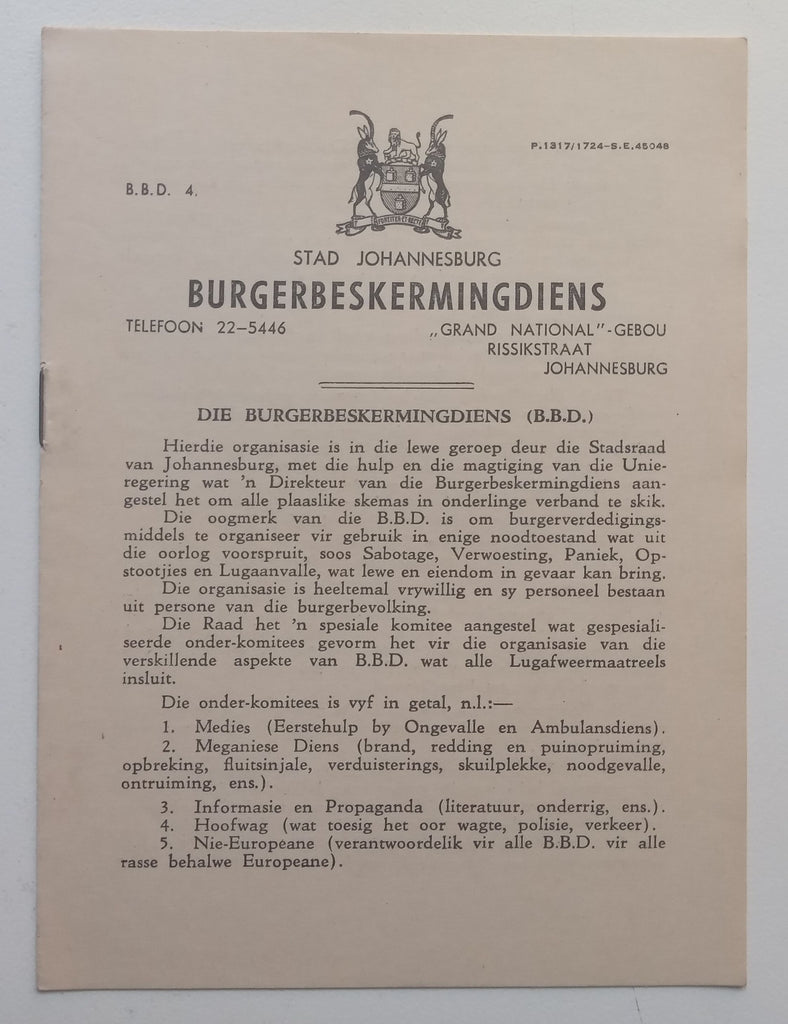 P.1317/1724-S.E.45048
B.B.D. 4.
FORTITER ET RECTE
STAD JOHANNESBURG
BURGERBESKERMINGDIENS
TELEFOON 22–5446
„GRAND NATIONAL”-GEBOU
RISSIKSTRAAT
JOHANNESBURG
DIE BURGERBESKERMINGDIENS (B.B.D.)
Hierdie organisasie is in die lewe geroep deur die Stadsraad
van Johannesburg, met die hulp en die magtiging van die Unie-
regering wat 'n Direkteur van die Burgerbeskermingdiens aan-
gestel het om alle plaaslike skemas in onderlinge verband te skik.
Die oogmerk van die B.B.D. is om burgerverdedigings-
middels te organiseer vir gebruik in enige noodtoestand wat uit
die oorlog voorspruit, soos Sabotage, Verwoesting, Paniek, Op-
stootjies en Lugaanvalle, wat lewe en eiendom in gevaar kan bring.
Die organisasie is heeltemal vrywillig en sy personeel bestaan
uit persone van die burgerbevolking.
Die Raad het 'n spesiale komitee aangestel wat gespesiali-
seerde onder-komitees gevorm het vir die organisasie van die
verskillende aspekte van B.B.D. wat alle Lugafweermaatreels
insluit.
Die onder-komitees is vyf in getal, n.l.:—
1. Medies (Eerstehulp by Ongevalle en Ambulansdiens).
2. Meganiese Diens (brand, redding en puinopruiming,
opbreking, fluitsinjale, verduisterings, skuilplekke, noodgevalle,
ontruiming, ens.).
3. Informasie en Propaganda (literatuur, onderrig, ens.).
4. Hoofwag (wat toesig het oor wagte, polisie, verkeer).
5. Nie-Europeane (verantwoordelik vir alle B.B.D. vir alle
rasse behalwe Europeane).